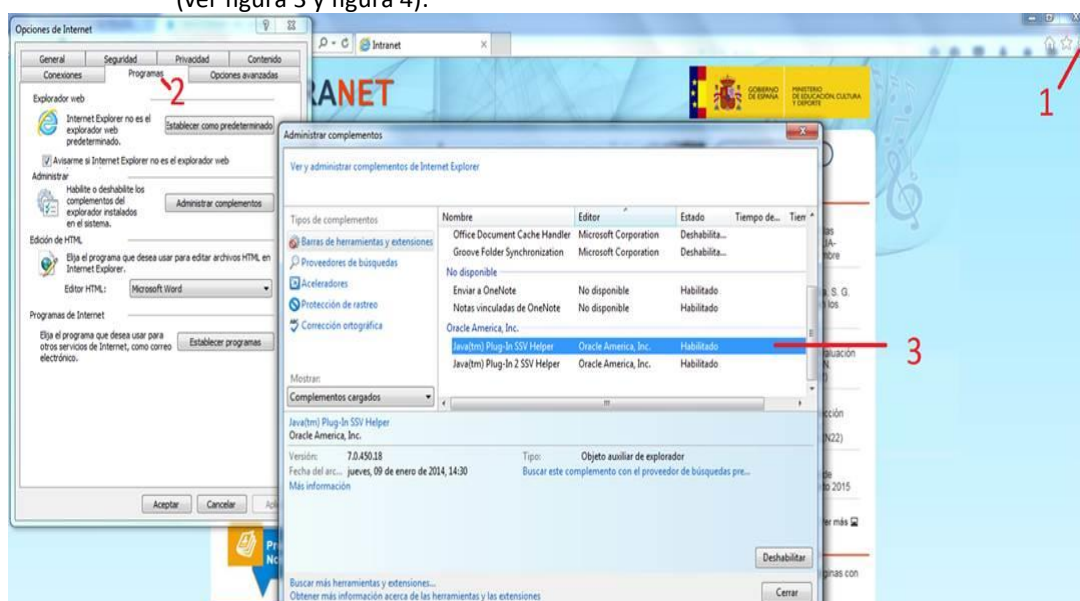 (ver figura 3 y figura 4).
Opciones de Internet
General Seguridad Privacidad Contenido
Conexiones Programas Opciones avanzadas
2
Explorador web
Internet Explorer no es el
explorador web
predeterminado.
Establecer como predeterminado
Avisarme si Internet Explorer no es el explorador web
Administrar
Habilite o deshabilite los
complementos del
explorador instalados
en el sistema.
Administrar complementos
Edición de HTML
Elija el programa que desea usar para editar archivos HTML en
Internet Explorer.
Editor HTML: Microsoft Word
Programas de Internet
Elija el programa que desea usar para
otros servicios de Internet, como correo
electrónico.
Establecer programas
Aceptar Cancelar
Intranet
RANET
GOBIERNO
DE ESPAÑA
MINISTERIO
DE EDUCACIÓN, CULTURA
Y DEPORTE
1
Administrar complementos
Ver y administrar complementos de Internet Explorer
Tipos de complementos
Barras de herramientas y extensiones
Proveedores de búsquedas
Aceleradores
Protección de rastreo
Corrección ortográfica
Mostrar:
Complementos cargados
Nombre Editor Estado Tiempo de... Tiem
Office Document Cache Handler Microsoft Corporation Deshabilita...
Groove Folder Synchronization Microsoft Corporation Deshabilita...
No disponible
Enviar a OneNote No disponible Habilitado
Notas vinculadas de OneNote No disponible Habilitado
Oracle America, Inc.
Java(tm) Plug-In SSV Helper Oracle America, Inc. Habilitado
3
Java(tm) Plug-In 2 SSV Helper Oracle America, Inc. Habilitado
Java(tm) Plug-In SSV Helper
Oracle America, Inc.
Versión: 7.0.450.18 Tipo: Objeto auxiliar de explorador
Fecha del arc... jueves, 09 de enero de 2014, 14:30 Buscar este complemento con el proveedor de búsquedas pre...
Más información
Deshabilitar
Buscar más herramientas y extensiones...
Obtener más información acerca de las herramientas y las extensiones
Cerrar
S. G.
N22)
2015
más